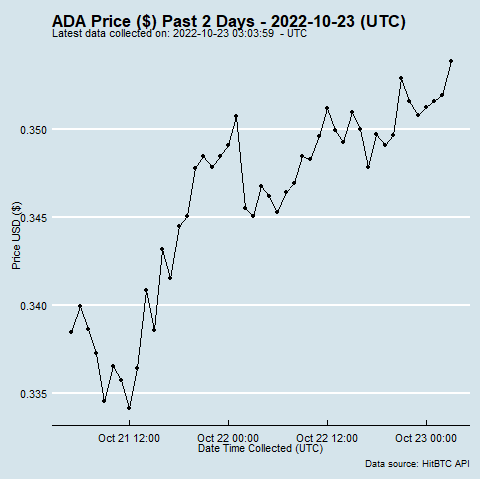 ADA Price ($) Past 2 Days - 2022-10-23 (UTC)
Latest data collected on: 2022-10-23 03:03:59 - UTC
0.350
0.345
0.340
0.335
Price USD ($)
Oct 21 12:00
Oct 22 00:00
Oct 22 12:00
Oct 23 00:00
Date Time Collected (UTC)
Data source: HitBTC API